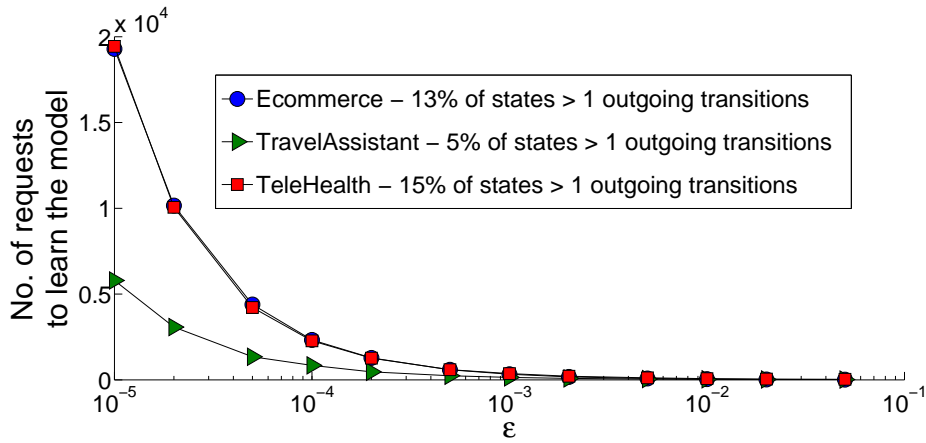 2 x 10⁴
1.5
1
0.5
0
No. of requests
to learn the model
Ecommerce − 13% of states > 1 outgoing transitions
TravelAssistant − 5% of states > 1 outgoing transitions
TeleHealth − 15% of states > 1 outgoing transitions
10⁻⁵ 10⁻⁴ 10⁻³ 10⁻² 10⁻¹
ε